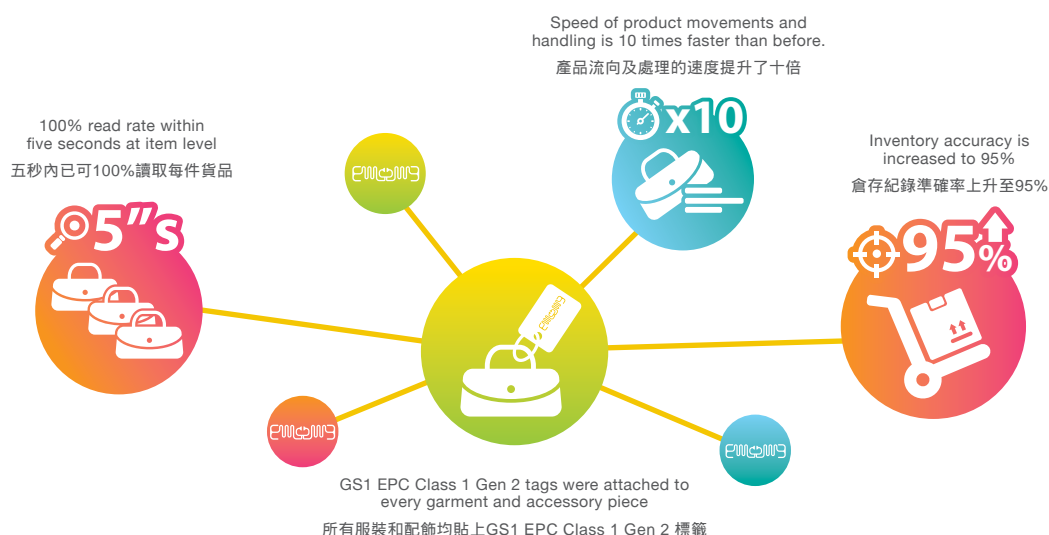 Speed of product movements and
handling is 10 times faster than before.
產品流向及處理的速度提升了十倍
x10
100% read rate within
five seconds at item level
五秒內已可100%讀取每件貨品
5”s
Inventory accuracy is
increased to 95%
倉存紀錄準確率上升至95%
95%
GS1 EPC Class 1 Gen 2 tags were attached to
every garment and accessory piece
所有服裝和配飾均貼上GS1 EPC Class 1 Gen 2 標籤